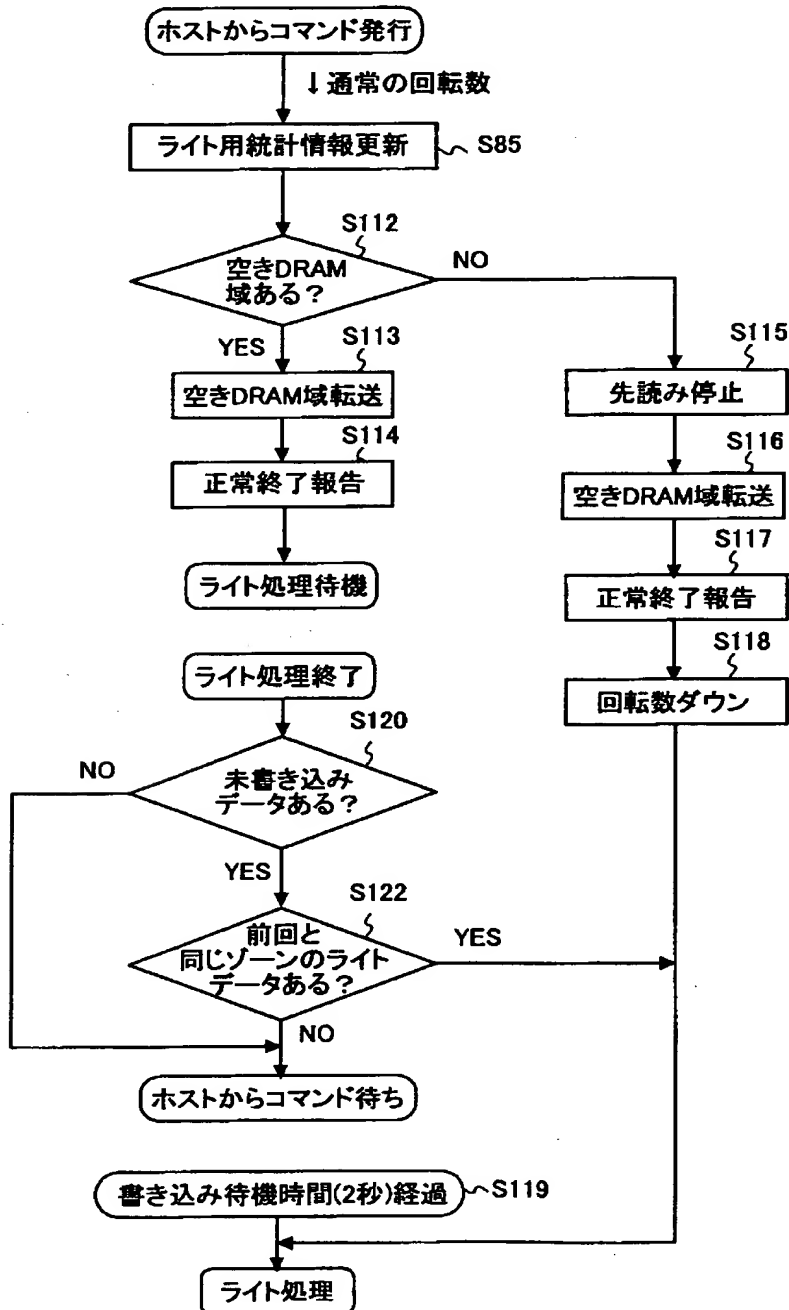 ホストからコマンド発行
↓通常の回転数
ライト用統計情報更新
S85
S112
空きDRAM
域ある?
NO
YES
S113
空きDRAM域転送
S114
正常終了報告
ライト処理待機
S115
先読み停止
S116
空きDRAM域転送
S117
正常終了報告
S118
回転数ダウン
ライト処理終了
S120
未書き込み
データある?
NO
YES
S122
前回と
同じゾーンのライト
データある?
YES
NO
ホストからコマンド待ち
書き込み待機時間(2秒)経過
S119
ライト処理